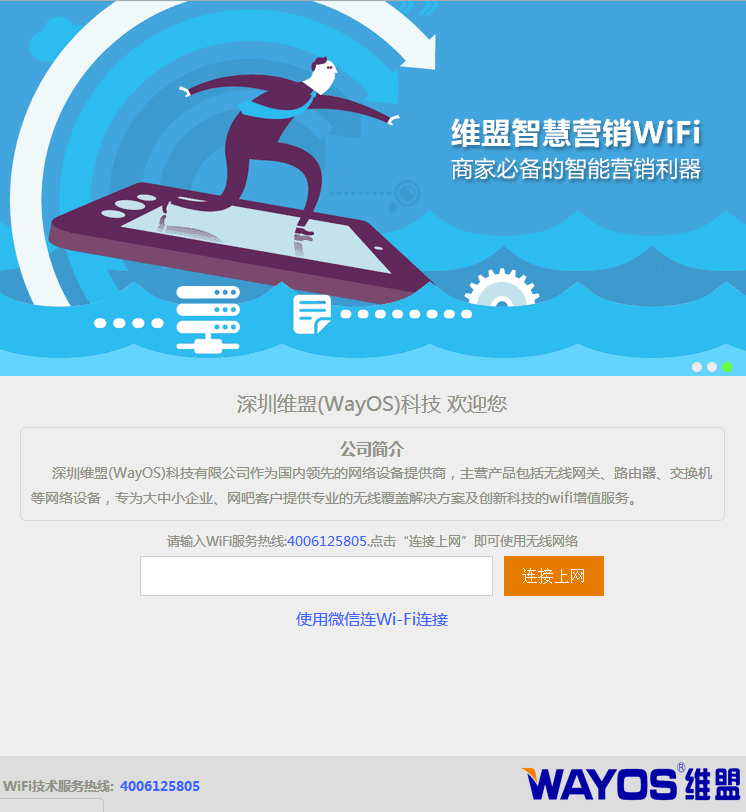 维盟智慧营销WiFi
商家必备的智能营销利器
深圳维盟(WayOS)科技 欢迎您
公司简介
深圳维盟(WayOS)科技有限公司作为国内领先的网络设备提供商，主营产品包括无线网关、路由器、交换机
等网络设备，专为大中小企业、网吧客户提供专业的无线覆盖解决方案及创新科技的wifi增值服务。
请输入WiFi服务热线:4006125805.点击“连接上网”即可使用无线网络
连接上网
使用微信连Wi-Fi连接
WiFi技术服务热线: 4006125805
WAYOS®维盟